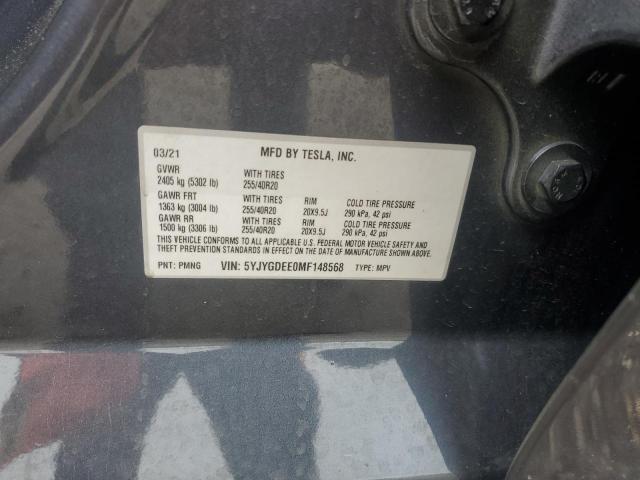 03/21 MFD BY TESLA, INC.
GVWR WITH TIRES
2405 kg (5302 lb) 255/40R20
GAWR FRT WITH TIRES RIM COLD TIRE PRESSURE
1363 kg (3004 lb) 255/40R20 20X9.5J 290 kPa, 42 psi
GAWR RR WITH TIRES RIM COLD TIRE PRESSURE
1500 kg (3306 lb) 255/40R20 20X9.5J 290 kPa, 42 psi
THIS VEHICLE CONFORMS TO ALL APPLICABLE U.S. FEDERAL MOTOR VEHICLE SAFETY AND
THEFT PREVENTION STANDARDS IN EFFECT ON THE DATE OF MANUFACTURE SHOWN ABOVE.
PNT: PMNG VIN: 5YJYGDEE0MF148568 TYPE: MPV